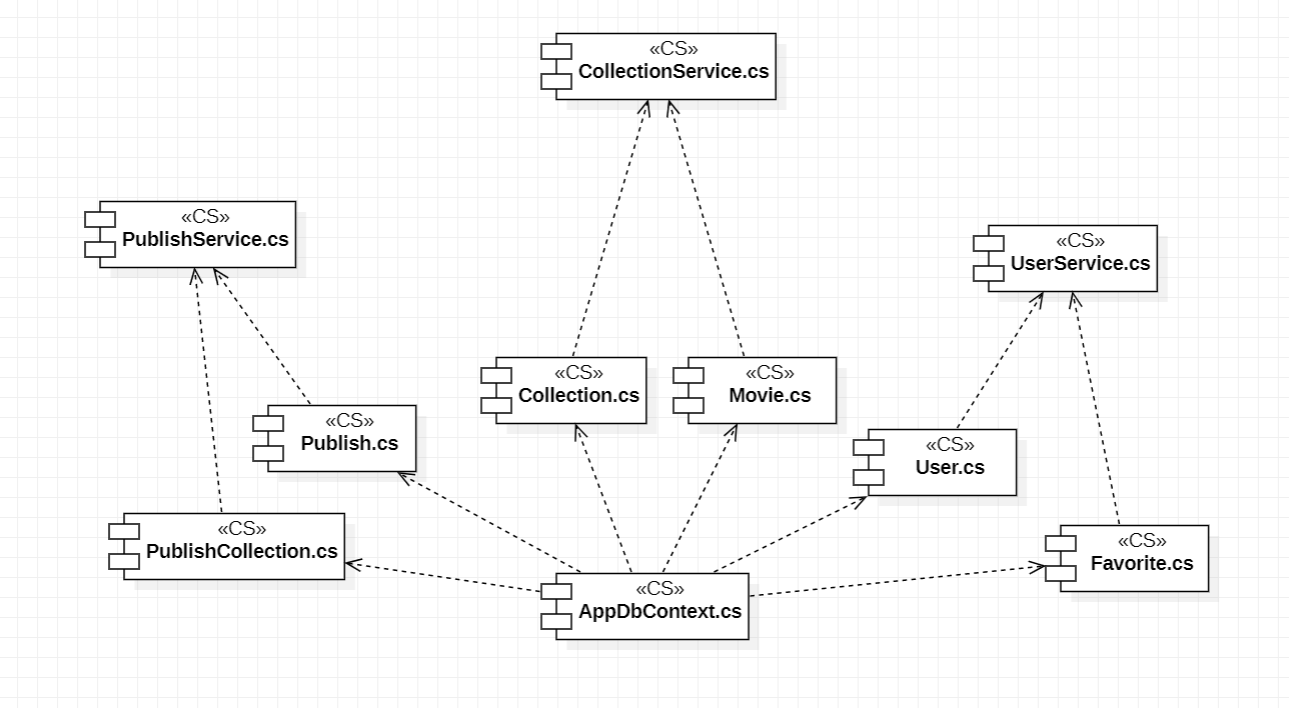 «CS»
CollectionService.cs
«CS»
PublishService.cs
«CS»
UserService.cs
«CS»
Collection.cs
«CS»
Movie.cs
«CS»
Publish.cs
«CS»
User.cs
«CS»
PublishCollection.cs
«CS»
Favorite.cs
«CS»
AppDbContext.cs